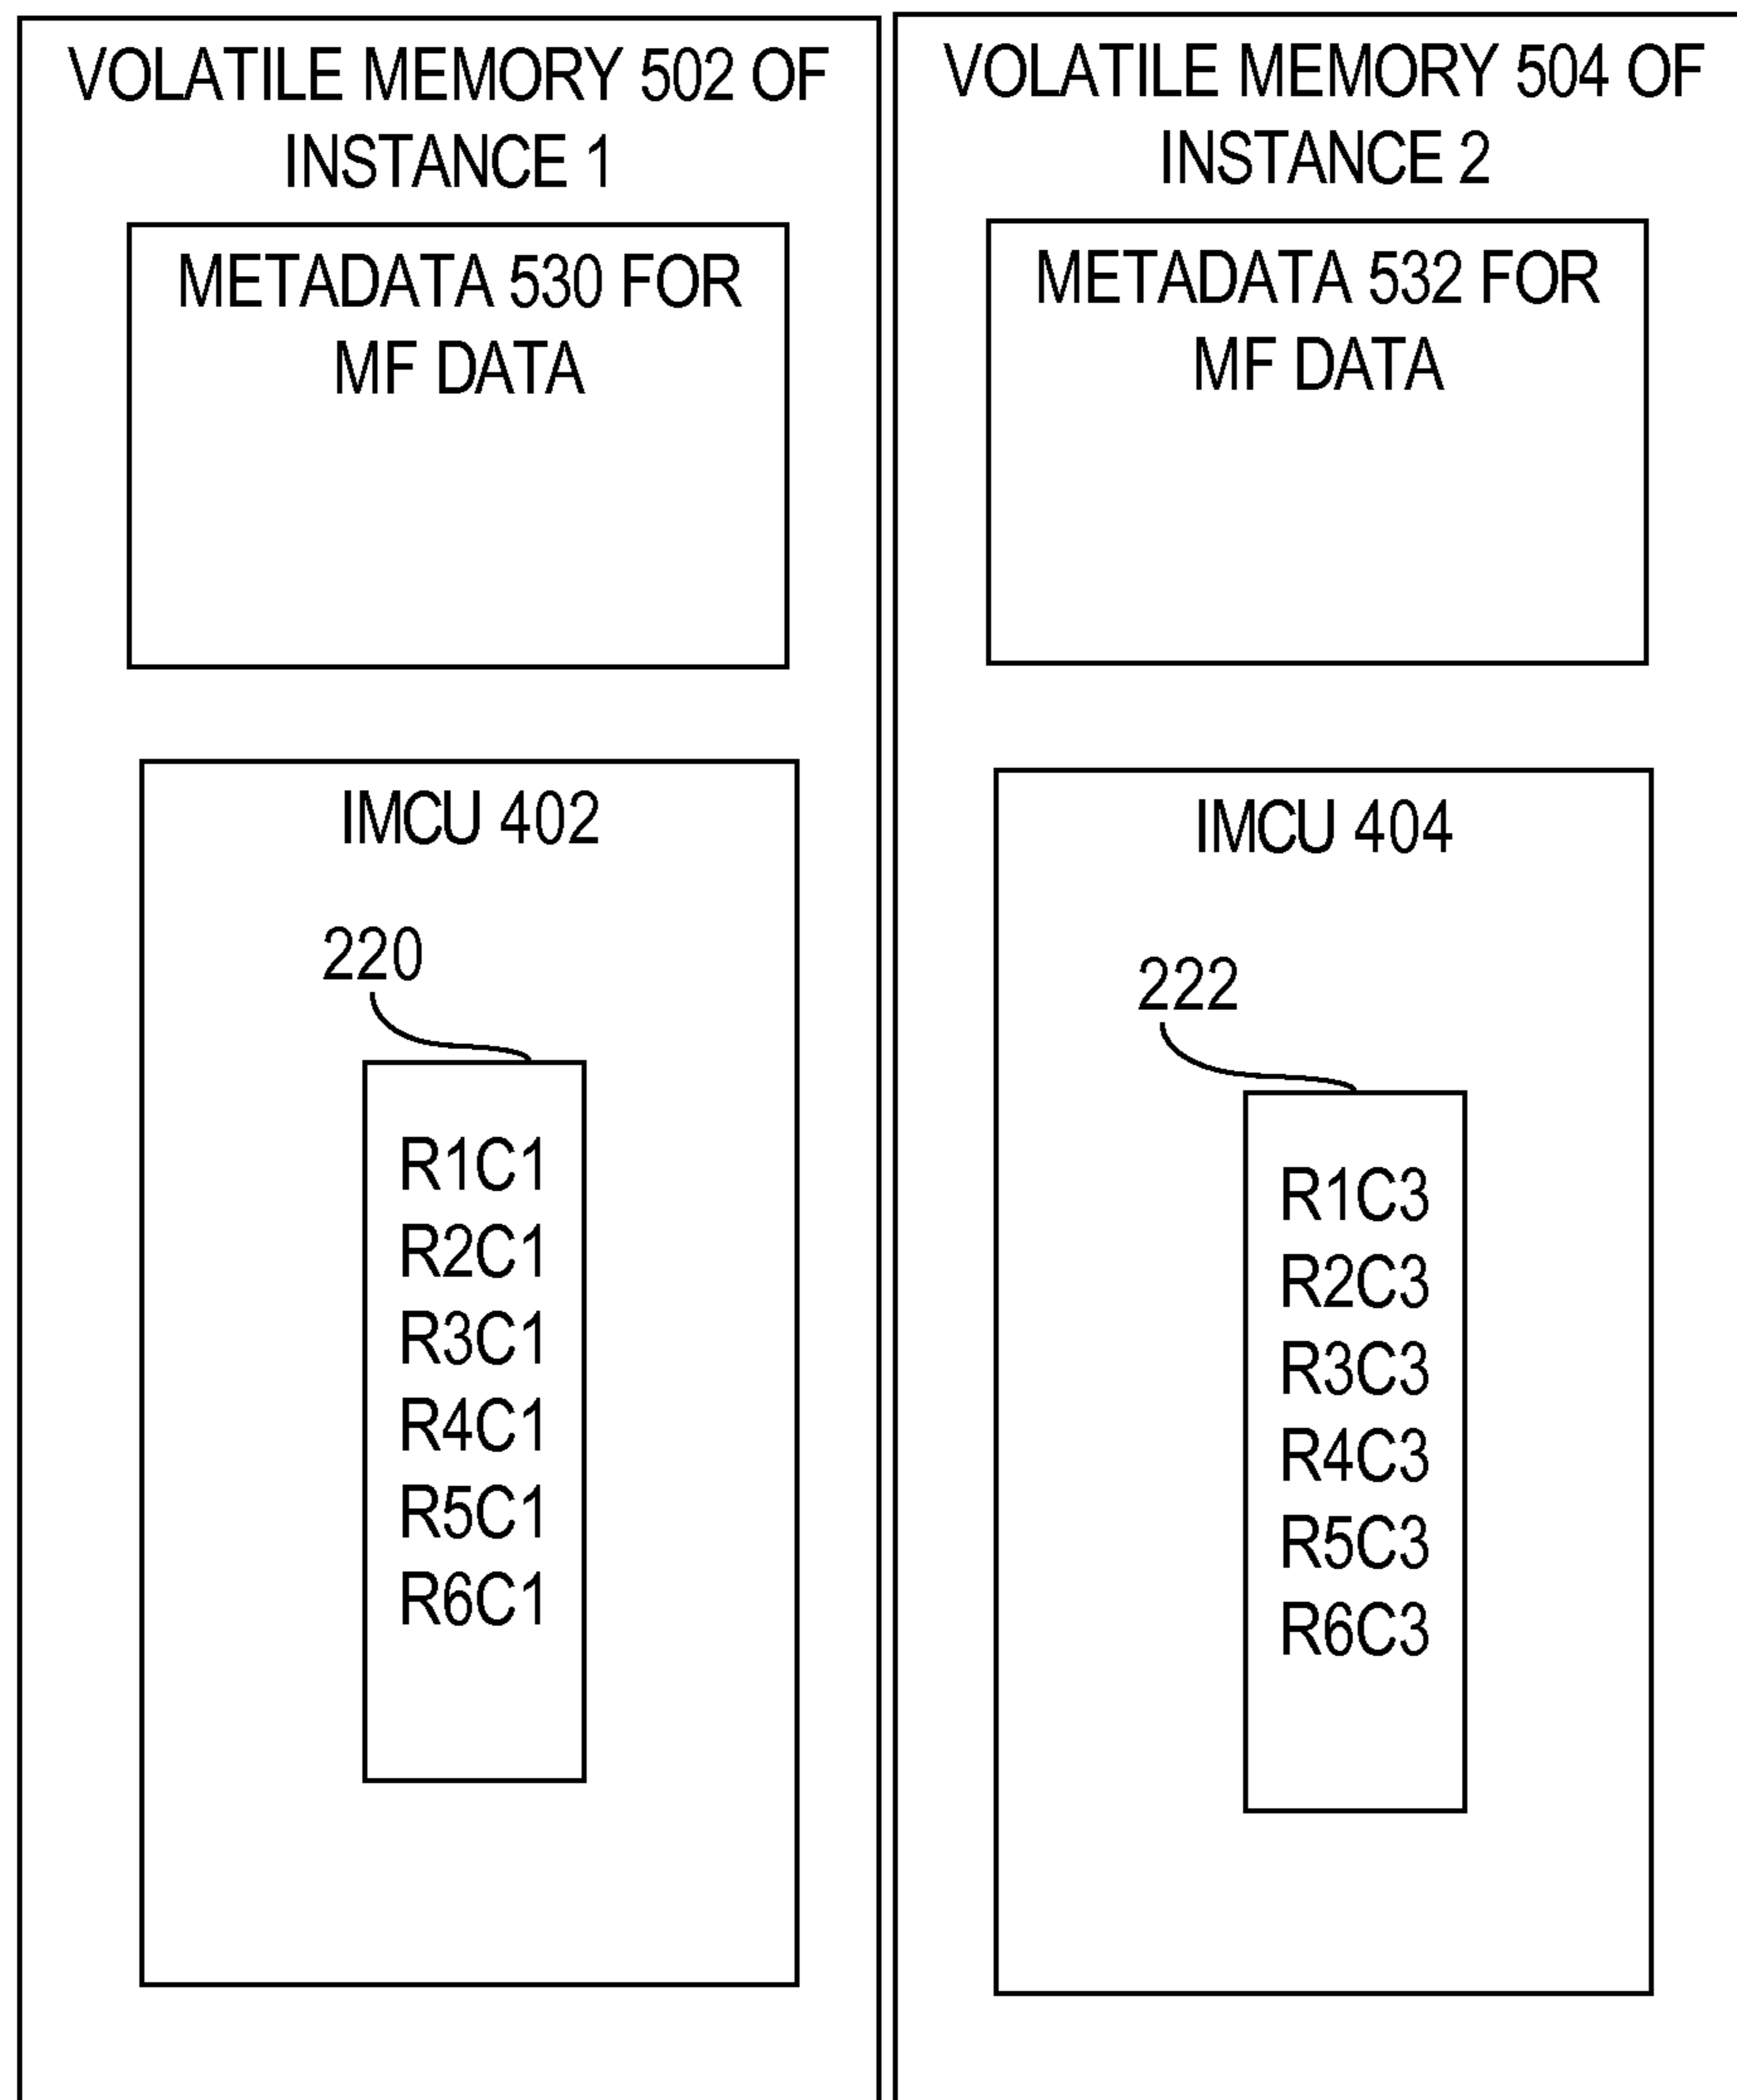 VOLATILE MEMORY 502 OF
INSTANCE 1
METADATA 530 FOR
MF DATA
IMCU 402
220
R1C1
R2C1
R3C1
R4C1
R5C1
R6C1
VOLATILE MEMORY 504 OF
INSTANCE 2
METADATA 532 FOR
MF DATA
IMCU 404
222
R1C3
R2C3
R3C3
R4C3
R5C3
R6C3